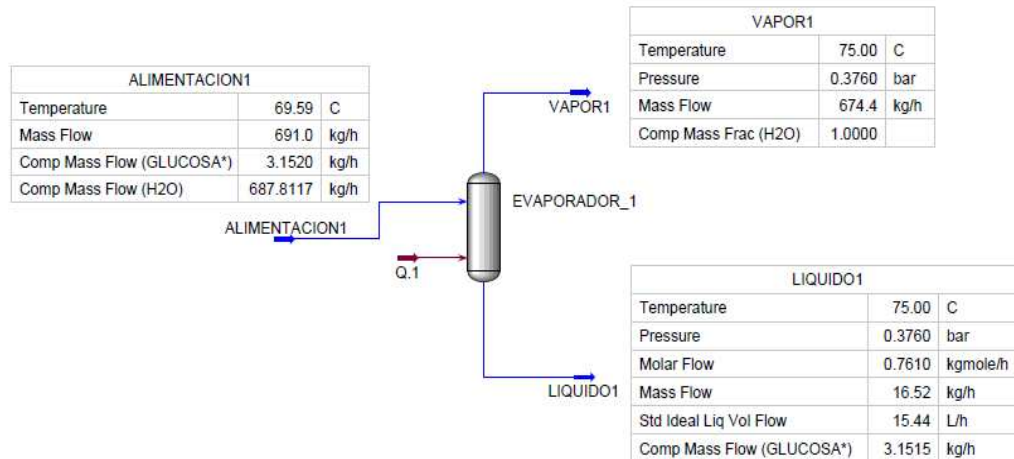 ALIMENTACION1
Temperature 69.59 C
Mass Flow 691.0 kg/h
Comp Mass Flow (GLUCOSA*) 3.1520 kg/h
Comp Mass Flow (H2O) 687.8117 kg/h
VAPOR1
Temperature 75.00 C
Pressure 0.3760 bar
Mass Flow 674.4 kg/h
Comp Mass Frac (H2O) 1.0000
VAPOR1
EVAPORADOR_1
ALIMENTACION1
Q.1
LIQUIDO1
LIQUIDO1
Temperature 75.00 C
Pressure 0.3760 bar
Molar Flow 0.7610 kgmole/h
Mass Flow 16.52 kg/h
Std Ideal Liq Vol Flow 15.44 L/h
Comp Mass Flow (GLUCOSA*) 3.1515 kg/h